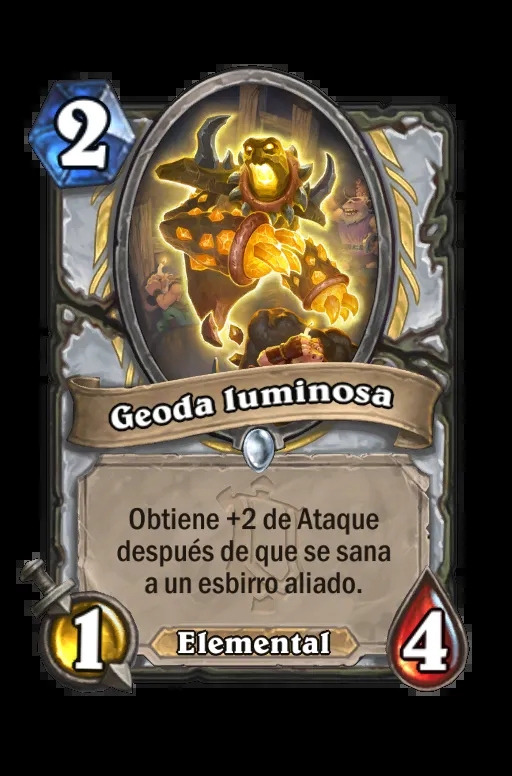 2
Geoda luminosa
Obtiene +2 de Ataque
después de que se sana
a un esbirro aliado.
1
Elemental
4